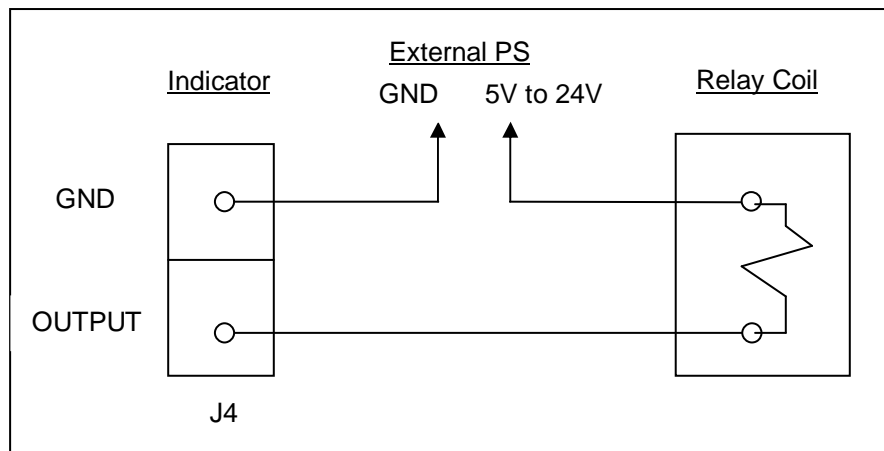 External PS
Indicator
GND 5V to 24V
Relay Coil
GND
OUTPUT
J4